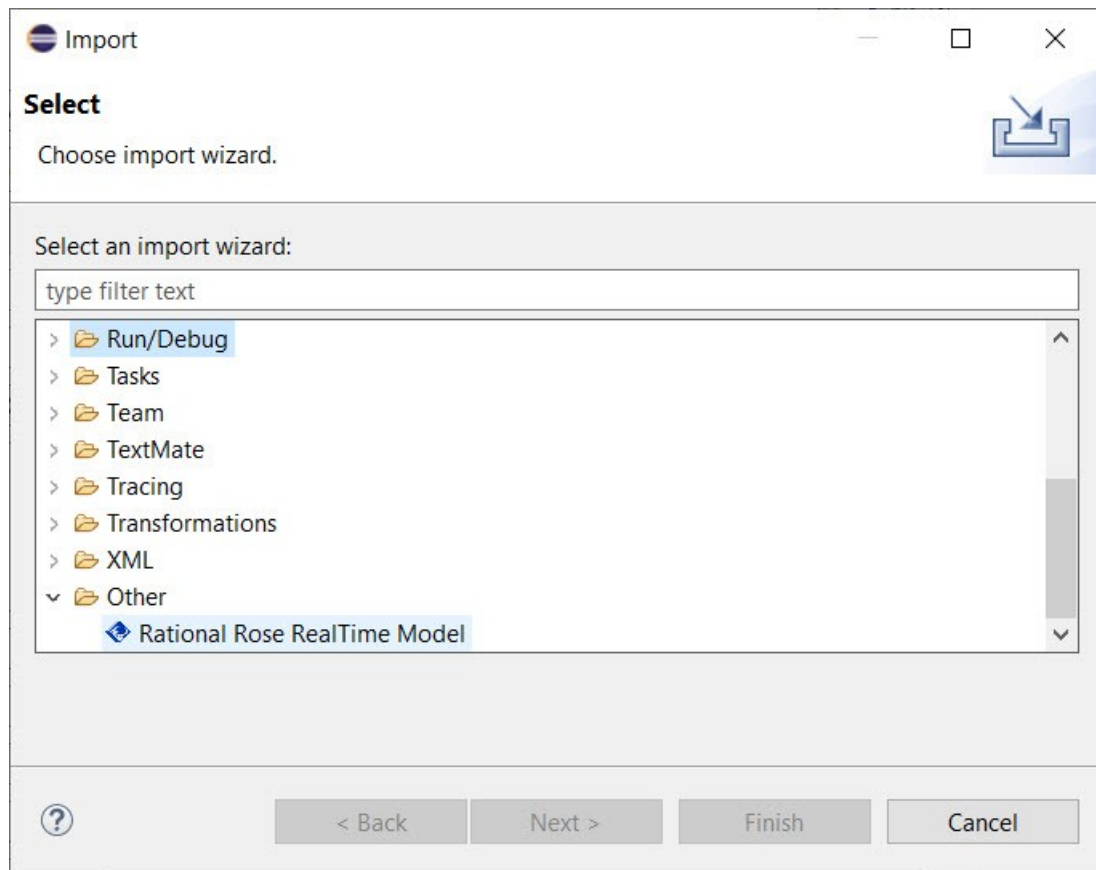 Import
Select
Choose import wizard.
Select an import wizard:
type filter text
Run/Debug
Tasks
Team
TextMate
Tracing
Transformations
XML
Other
Rational Rose RealTime Model
?
< Back
Next >
Finish
Cancel